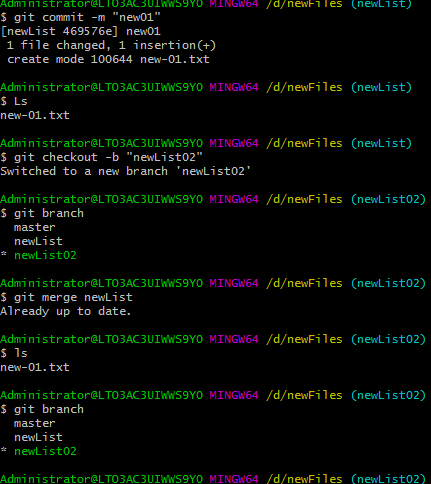 $ git commit -m "new01"
[newList 469576e] new01
 1 file changed, 1 insertion(+)
 create mode 100644 new-01.txt

Administrator@LTO3AC3UIWWS9YO MINGW64 /d/newFiles (newList)
$ Ls
new-01.txt

Administrator@LTO3AC3UIWWS9YO MINGW64 /d/newFiles (newList)
$ git checkout -b "newList02"
Switched to a new branch 'newList02'

Administrator@LTO3AC3UIWWS9YO MINGW64 /d/newFiles (newList02)
$ git branch
  master
  newList
* newList02

Administrator@LTO3AC3UIWWS9YO MINGW64 /d/newFiles (newList02)
$ git merge newList
Already up to date.

Administrator@LTO3AC3UIWWS9YO MINGW64 /d/newFiles (newList02)
$ ls
new-01.txt

Administrator@LTO3AC3UIWWS9YO MINGW64 /d/newFiles (newList02)
$ git branch
  master
  newList
* newList02

Administrator@LTO3AC3UIWWS9YO MINGW64 /d/newFiles (newList02)